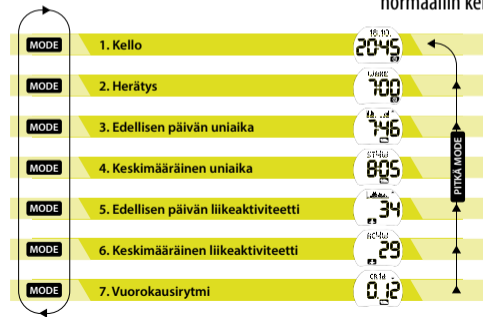 normaaliin kel
MODE 1. Kello 18.10. 20:45
MODE 2. Herätys WAKE 7:00
MODE 3. Edellisen päivän uniaika 7:46
MODE 4. Keskimääräinen uniaika 8:05
MODE 5. Edellisen päivän liikeaktiviteetti 34
MODE 6. Keskimääräinen liikeaktiviteetti 29
MODE 7. Vuorokausirytmi 0.12
PITKÄ MODE